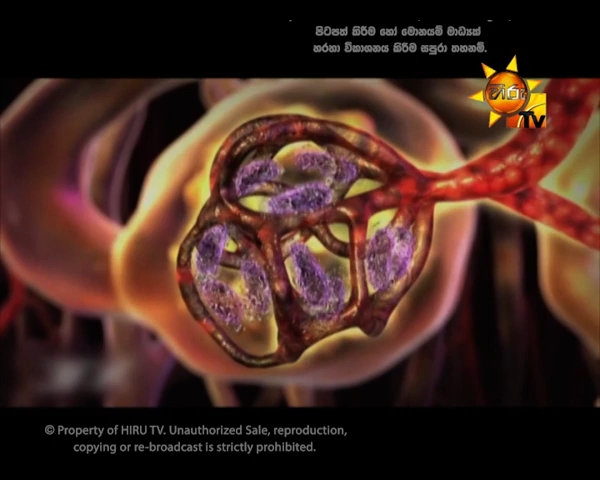 පිටපත් කිරීම හෝ මොනයම් මාධ්‍යක්
හරහා විකාශනය කිරීම සපුරා තහනම්.
හිරු
TV
© Property of HIRU TV. Unauthorized Sale, reproduction,
copying or re-broadcast is strictly prohibited.